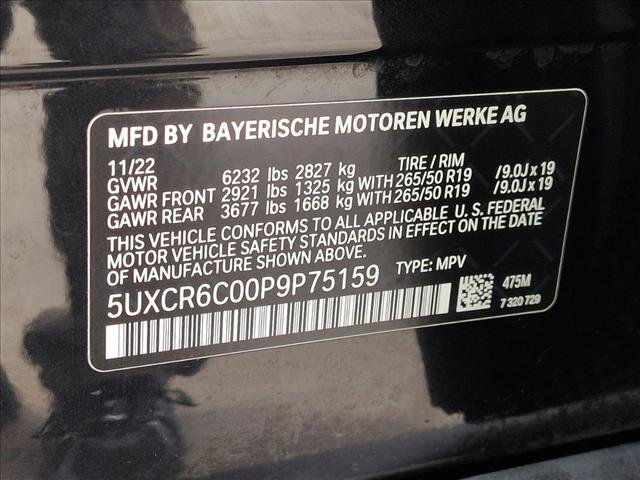 MFD BY BAYERISCHE MOTOREN WERKE AG
11/22 TIRE / RIM
GVWR 6232 lbs 2827 kg
GAWR FRONT 2921 lbs 1325 kg WITH 265/50 R19 /9.0J x 19
GAWR REAR 3677 lbs 1668 kg WITH 265/50 R19 /9.0J x 19
THIS VEHICLE CONFORMS TO ALL APPLICABLE U. S. FEDERAL
MOTOR VEHICLE SAFETY STANDARDS IN EFFECT ON THE DATE OF
MANUFACTURE SHOWN ABOVE.
5UXCR6C00P9P75159 TYPE: MPV
475M
7 320 729